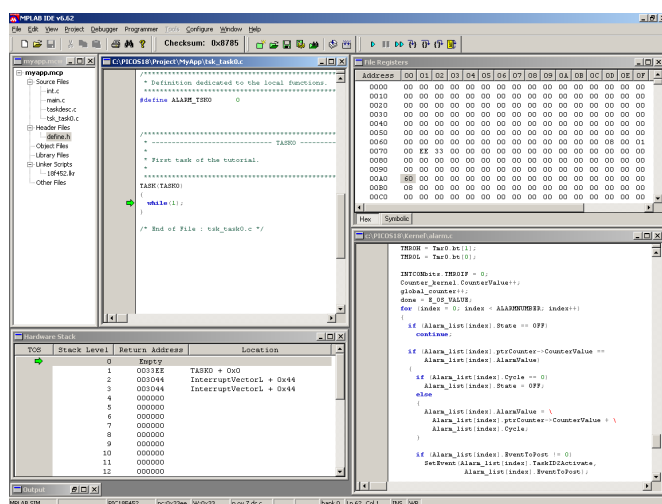 MPLAB IDE v6.62
File Edit View Project Debugger Programmer Tools Configure Window Help
Checksum: 0x8785
myapp.mcp
myapp.mcp
Source Files
int.c
main.c
taskdesc.c
tsk_task0.c
Header Files
define.h
Object Files
Library Files
Linker Scripts
18f452.lkr
Other Files
C:\PICOS18\Project\MyApp\tsk_task0.c
* Definition dedicated to the local functions.
#define ALARM_TSK0 0
* ---------------------------- TASK0 --------
*
* First task of the tutorial.
*
TASK(TASK0)
{
while(1);
}
/* End of File : tsk_task0.c */
File Registers
Address 00 01 02 03 04 05 06 07 08 09 0A 0B 0C 0D 0E 0F
0000 00 00 00 00 00 00 00 00 00 00 00 00 00 00 00 00
0010 00 00 00 00 00 00 00 00 00 00 00 00 00 00 00 00
0020 00 00 00 00 00 00 00 00 00 00 00 00 00 00 00 00
0030 00 00 00 00 00 00 00 00 00 00 00 00 00 00 00 00
0040 00 00 00 00 00 00 00 00 00 00 00 00 00 00 00 00
0050 00 00 00 00 00 00 00 00 00 00 00 00 00 00 00 00
0060 00 00 00 00 00 00 00 00 00 00 00 00 00 08 00 01
0070 00 EE 33 00 00 00 00 00 00 00 00 00 00 00 00 00
0080 00 00 00 00 00 00 00 00 00 00 00 00 00 00 00 00
0090 00 00 00 00 00 00 00 00 00 00 00 00 00 00 00 00
00A0 60 00 00 00 00 00 00 00 00 00 00 00 00 00 00 00
00B0 08 00 00 00 00 00 00 00 00 00 00 00 00 00 00 00
00C0 00 00 00 00 00 00 00 00 00 00 00 00 00 00 00 00
Hex Symbolic
c:\PICOS18\Kernel\alarm.c
TMR0H = Tmr0.bt[1];
TMR0L = Tmr0.bt[0];
INTCONbits.TMR0IF = 0;
Counter_kernel.CounterValue++;
global_counter++;
done = E_OS_VALUE;
for (index = 0; index < ALARMNUMBER; index++)
{
if (Alarm_list[index].State == OFF)
continue;
if (Alarm_list[index].ptrCounter->CounterValue ==
Alarm_list[index].AlarmValue)
{
if (Alarm_list[index].Cycle == 0)
Alarm_list[index].State = OFF;
else
{
Alarm_list[index].AlarmValue = \
Alarm_list[index].ptrCounter->CounterValue + \
Alarm_list[index].Cycle;
}
if (Alarm_list[index].EventToPost != 0)
SetEvent(Alarm_list[index].TaskID2Activate,
Alarm_list[index].EventToPost);
Hardware Stack
TOS Stack Level Return Address Location
0 Empty
1 0033EE TASK0 + 0x0
2 003044 InterruptVectorL + 0x44
3 003044 InterruptVectorL + 0x44
4 000000
5 000000
6 000000
7 000000
8 000000
9 000000
10 000000
11 000000
12 000000
Output
MPLAB SIM PIC18F452 pc:0x33ee W:0x33 n ov Z dc c bank 0 Ln 62, Col 1 INS WR